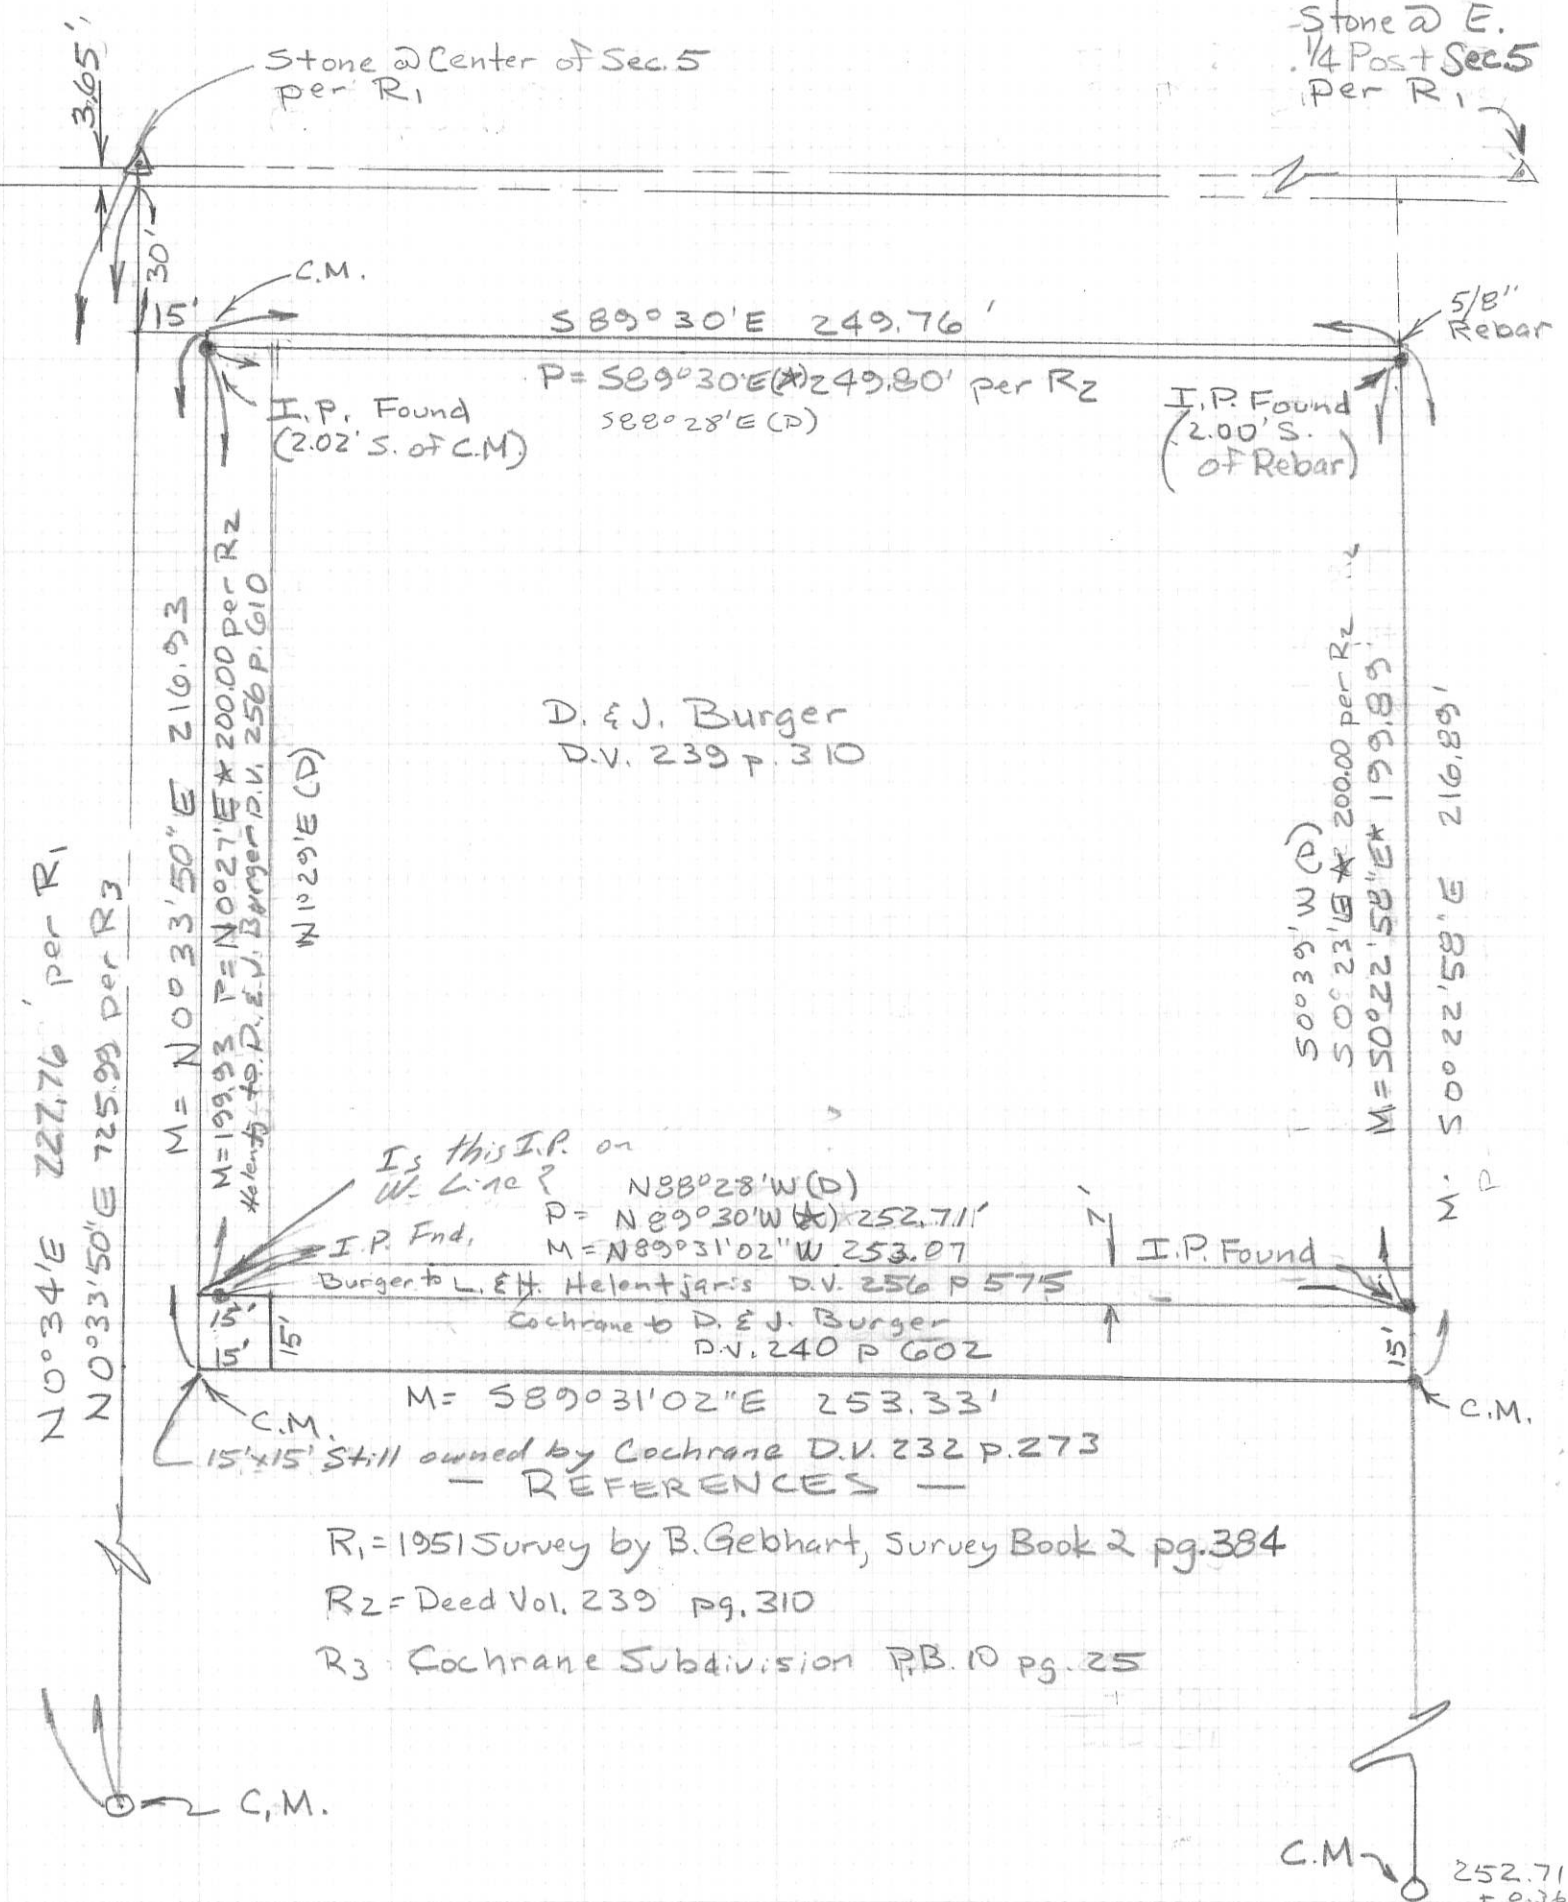 3.65'
Stone @ Center of Sec. 5
per R1
Stone @ E.
1/4 Post Sec 5
Per R1
30'
15'
C.M.
S 89° 30' E 249.76'
5/8"
Rebar
P= S89°30'E(★)249.80' per R2
S88°28'E (D)
I.P. Found
(2.02' S. of C.M)
I.P. Found
(2.00' S.
of Rebar)
N0°34'E 727.76' per R1
N0°33'50"E 725.99 per R3
M= N0°33'50"E 216.93
M=199.93 P=N0°27'E★200.00 per R2
Helentj. to D. & J. Burger D.V. 256 p. 610
N1°29'E (D)
D. & J. Burger
D.V. 239 p. 310
S0°39'W (D)
S0°23'E★200.00 per R2
M=S0°22'58"E★ 199.89'
M. S0°22'58"E 216.89'
P
Is this I.P. on
W. Line?
N88°28'W (D)
P= N89°30'W (★) 252.71'
I.P. Fnd.
M=N89°31'02"W 253.07
2'
I.P. Found
Burger to L. & H. Helentjaris D.V. 256 p 575
15'
Cochrane to D. & J. Burger
15'
15'
D.V. 240 p 602
15'
M= S89°31'02"E 253.33'
C.M.
C.M.
15'x15' Still owned by Cochrane D.V. 232 p. 273
— REFERENCES —
R1=1951 Survey by B. Gebhart, Survey Book 2 pg.384
R2=Deed Vol. 239 pg. 310
R3 Cochrane Subdivision P.B. 10 pg. 25
C.M.
C.M
252.71
+ 0.36